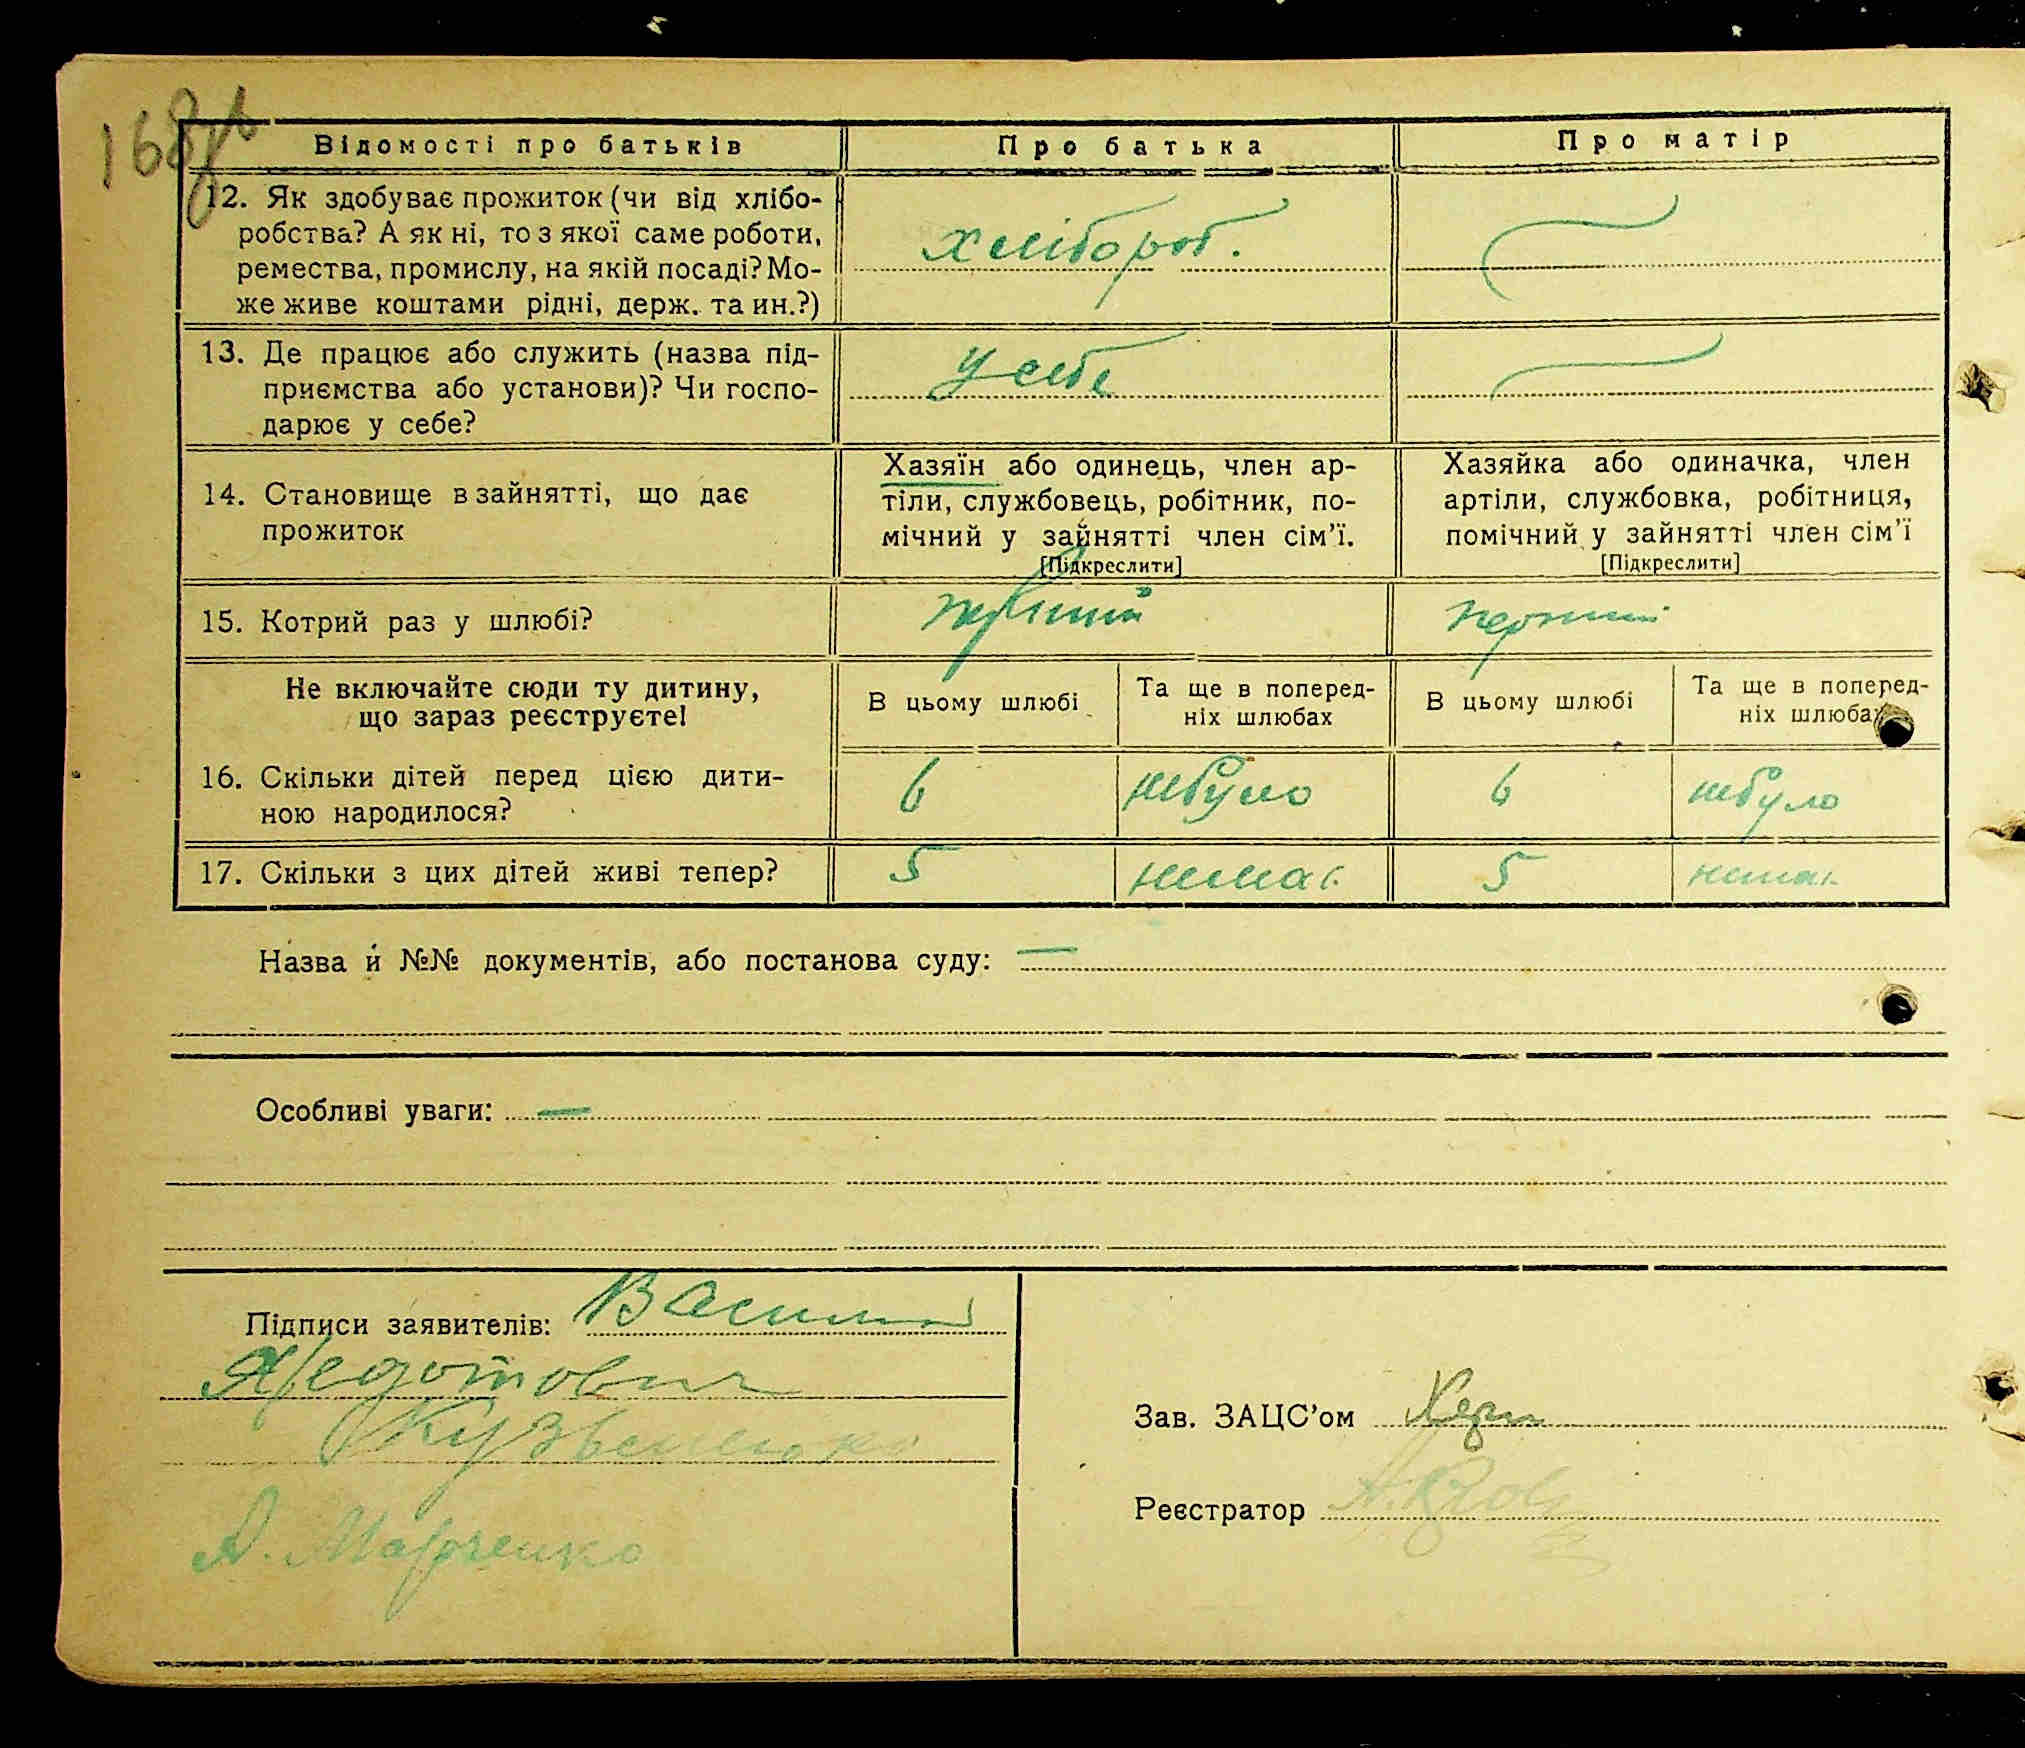 168
Відомості про батьків
Про батька
Про матір
12. Як здобуває прожиток (чи від хлібо-
робства? А як ні, то з якої саме роботи,
ремества, промислу, на якій посаді? Мо-
же живе коштами рідні, держ. та ин.?)
хлібороб.
13. Де працює або служить (назва під-
приємства або установи)? Чи госпо-
дарює у себе?
у себе
14. Становище в зайнятті, що дає
прожиток
Хазяїн або одинець, член ар-
тіли, службовець, робітник, по-
мічний у зайнятті член сім'ї.
[Підкреслити]
Хазяйка або одиначка, член
артіли, службовка, робітниця,
помічний у зайнятті член сім'ї
[Підкреслити]
15. Котрий раз у шлюбі?
перший
перший
Не включайте сюди ту дитину,
що зараз реєструєте!
В цьому шлюбі
Та ще в поперед-
ніх шлюбах
В цьому шлюбі
Та ще в поперед-
ніх шлюбах
16. Скільки дітей перед цією дити-
ною народилося?
6
небуло
6
небуло
17. Скільки з цих дітей живі тепер?
5
немає
5
немає
Назва й №№ документів, або постанова суду: —
Особливі уваги: —
Підписи заявителів: Василий
Федотович
Кузьменко
А. Марченко
Зав. ЗАЦС'ом
Реєстратор